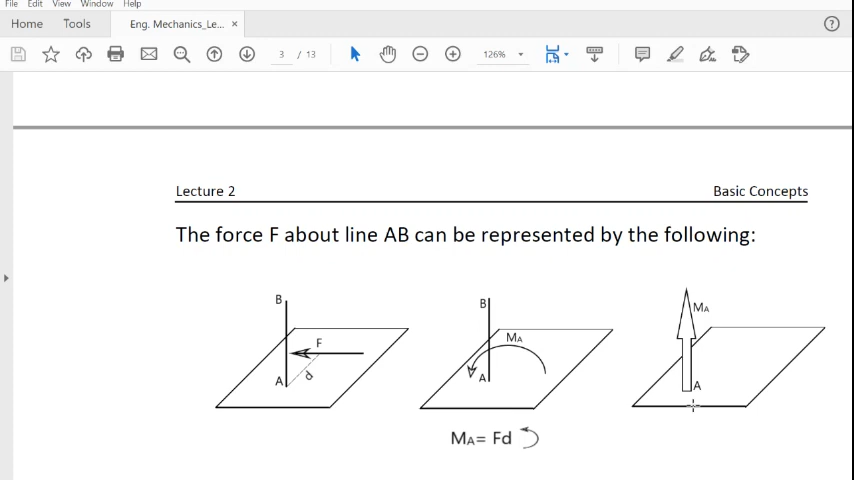 File Edit View Window Help
Home Tools Eng. Mechanics_Le... ×
3 / 13 126%
Lecture 2 Basic Concepts
The force F about line AB can be represented by the following:
B F A d
B MA A
MA A
MA= Fd